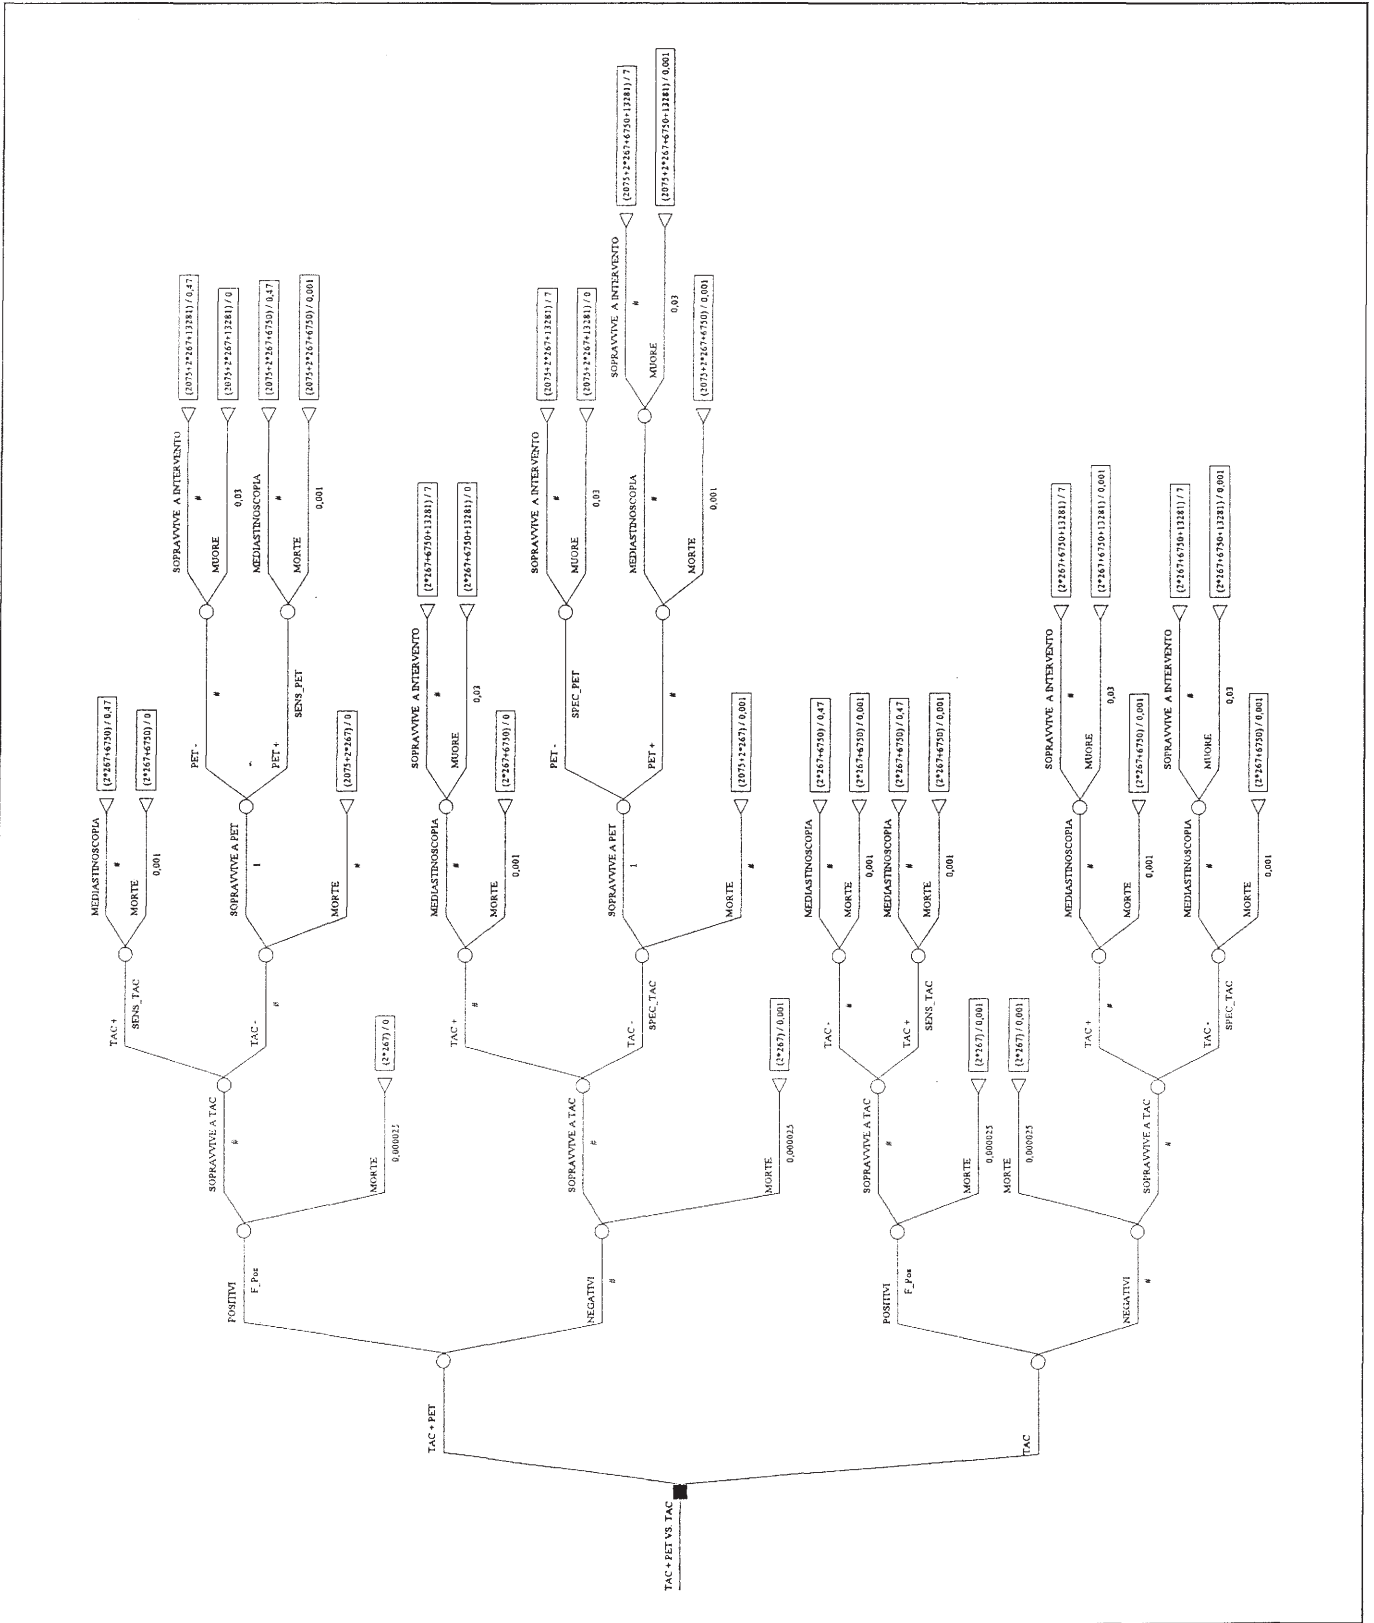 TAC + PET VS. TAC
TAC + PET
POSITIVI
F_Pos
SOPRAVVIVE A TAC
#
TAC +
SENS_TAC
MEDIASTINOSCOPIA
#
(2*267+6750) / 0,47
MORTE
0,001
(2*267+6750) / 0
TAC -
#
SOPRAVVIVE A PET
1
PET -
#
SOPRAVVIVE A INTERVENTO
#
(2075+2*267+13281) / 0,47
MUORE
0,03
(2075+2*267+13281) / 0
PET +
SENS_PET
MEDIASTINOSCOPIA
#
(2075+2*267+6750) / 0,47
MORTE
0,001
(2075+2*267+6750) / 0,001
MORTE
#
(2075+2*267) / 0
MORTE
0,000025
(2*267) / 0
NEGATIVI
#
SOPRAVVIVE A TAC
#
TAC +
#
MEDIASTINOSCOPIA
#
SOPRAVVIVE A INTERVENTO
#
(2*267+6750+13281) / 7
MUORE
0,03
(2*267+6750+13281) / 0
MORTE
0,001
(2*267+6750) / 0
TAC -
SPEC_TAC
SOPRAVVIVE A PET
1
PET -
SPEC_PET
SOPRAVVIVE A INTERVENTO
#
(2075+2*267+13281) / 7
MUORE
0,03
(2075+2*267+13281) / 0
PET +
#
MEDIASTINOSCOPIA
#
SOPRAVVIVE A INTERVENTO
#
(2075+2*267+6750+13281) / 7
MUORE
0,03
(2075+2*267+6750+13281) / 0,001
MORTE
0,001
(2075+2*267+6750) / 0,001
MORTE
#
(2075+2*267) / 0,001
MORTE
0,000025
(2*267) / 0,001
TAC
POSITIVI
F_Pos
SOPRAVVIVE A TAC
#
TAC -
#
MEDIASTINOSCOPIA
#
(2*267+6750) / 0,47
MORTE
0,001
(2*267+6750) / 0,001
TAC +
SENS_TAC
MEDIASTINOSCOPIA
#
(2*267+6750) / 0,47
MORTE
0,001
(2*267+6750) / 0,001
MORTE
0,000025
(2*267) / 0,001
NEGATIVI
#
MORTE
0,000025
(2*267) / 0,001
SOPRAVVIVE A TAC
#
TAC +
#
MEDIASTINOSCOPIA
#
SOPRAVVIVE A INTERVENTO
#
(2*267+6750+13281) / 7
MUORE
0,03
(2*267+6750+13281) / 0,001
MORTE
0,001
(2*267+6750) / 0,001
TAC -
SPEC_TAC
MEDIASTINOSCOPIA
#
SOPRAVVIVE A INTERVENTO
#
(2*267+6750+13281) / 7
MUORE
0,03
(2*267+6750+13281) / 0,001
MORTE
0,001
(2*267+6750) / 0,001